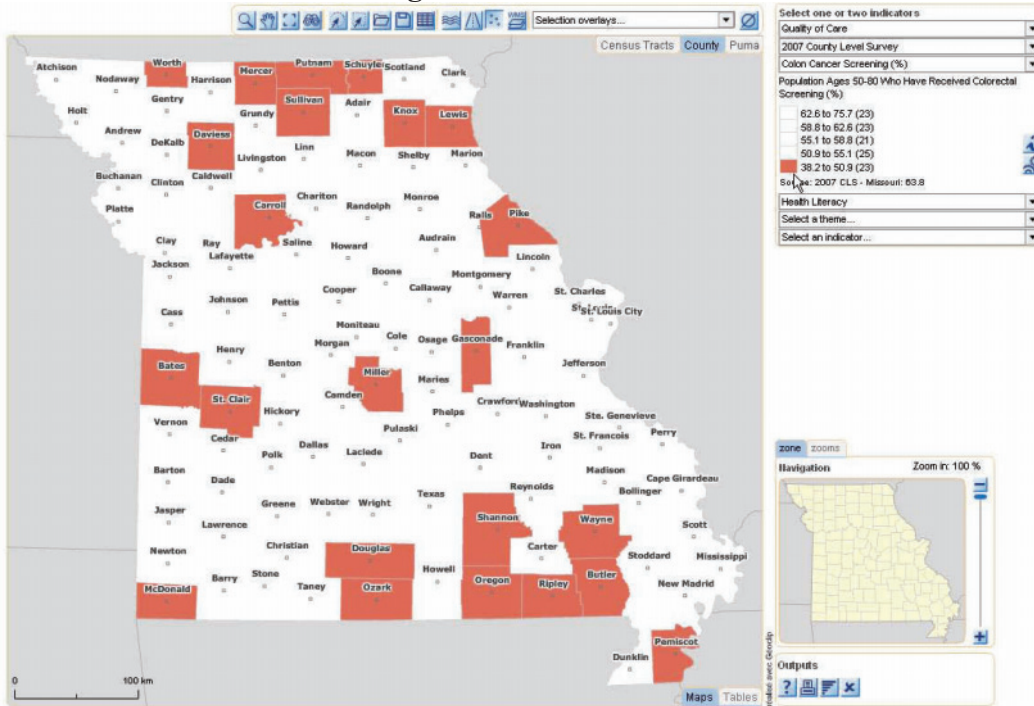 Selection overlays...
Census Tracts County Puma
Select one or two indicators
Quality of Care
2007 County Level Survey
Colon Cancer Screening (%)
Population Ages 50-80 Who Have Received Colorectal
Screening (%)
62.6 to 75.7 (23)
58.8 to 62.6 (23)
55.1 to 58.8 (21)
50.9 to 55.1 (25)
38.2 to 50.9 (23)
2007 CLS - Missouri: 63.8
Health Literacy
Select a theme...
Select an indicator...
Atchison
Nodaway
Worth
Harrison
Mercer
Putnam
Schuyler
Scotland
Clark
Holt
Gentry
Grundy
Sullivan
Adair
Knox
Lewis
Andrew
DeKalb
Daviess
Livingston
Linn
Macon
Shelby
Marion
Buchanan
Clinton
Caldwell
Platte
Carroll
Chariton
Randolph
Monroe
Ralls
Pike
Clay
Ray
Lafayette
Saline
Howard
Audrain
Lincoln
Jackson
Boone
Callaway
Montgomery
Warren
St. Charles
St. Louis City
Cass
Johnson
Pettis
Cooper
Moniteau
Morgan
Cole
Osage
Gasconade
Franklin
Jefferson
Bates
Henry
Benton
Miller
Maries
St. Clair
Hickory
Camden
Phelps
Crawford
Washington
Ste. Genevieve
Vernon
Cedar
Polk
Dallas
Laclede
Pulaski
Dent
Iron
St. Francois
Perry
Barton
Dade
Madison
Cape Girardeau
Bollinger
Jasper
Lawrence
Greene
Webster
Wright
Texas
Reynolds
Shannon
Wayne
Scott
Newton
Christian
Douglas
Carter
Stoddard
Mississippi
McDonald
Barry
Stone
Taney
Ozark
Howell
Oregon
Ripley
Butler
New Madrid
Dunklin
Pemiscot
0 100 km
Maps Tables
zone zooms
Navigation Zoom in: 100 %
Outputs